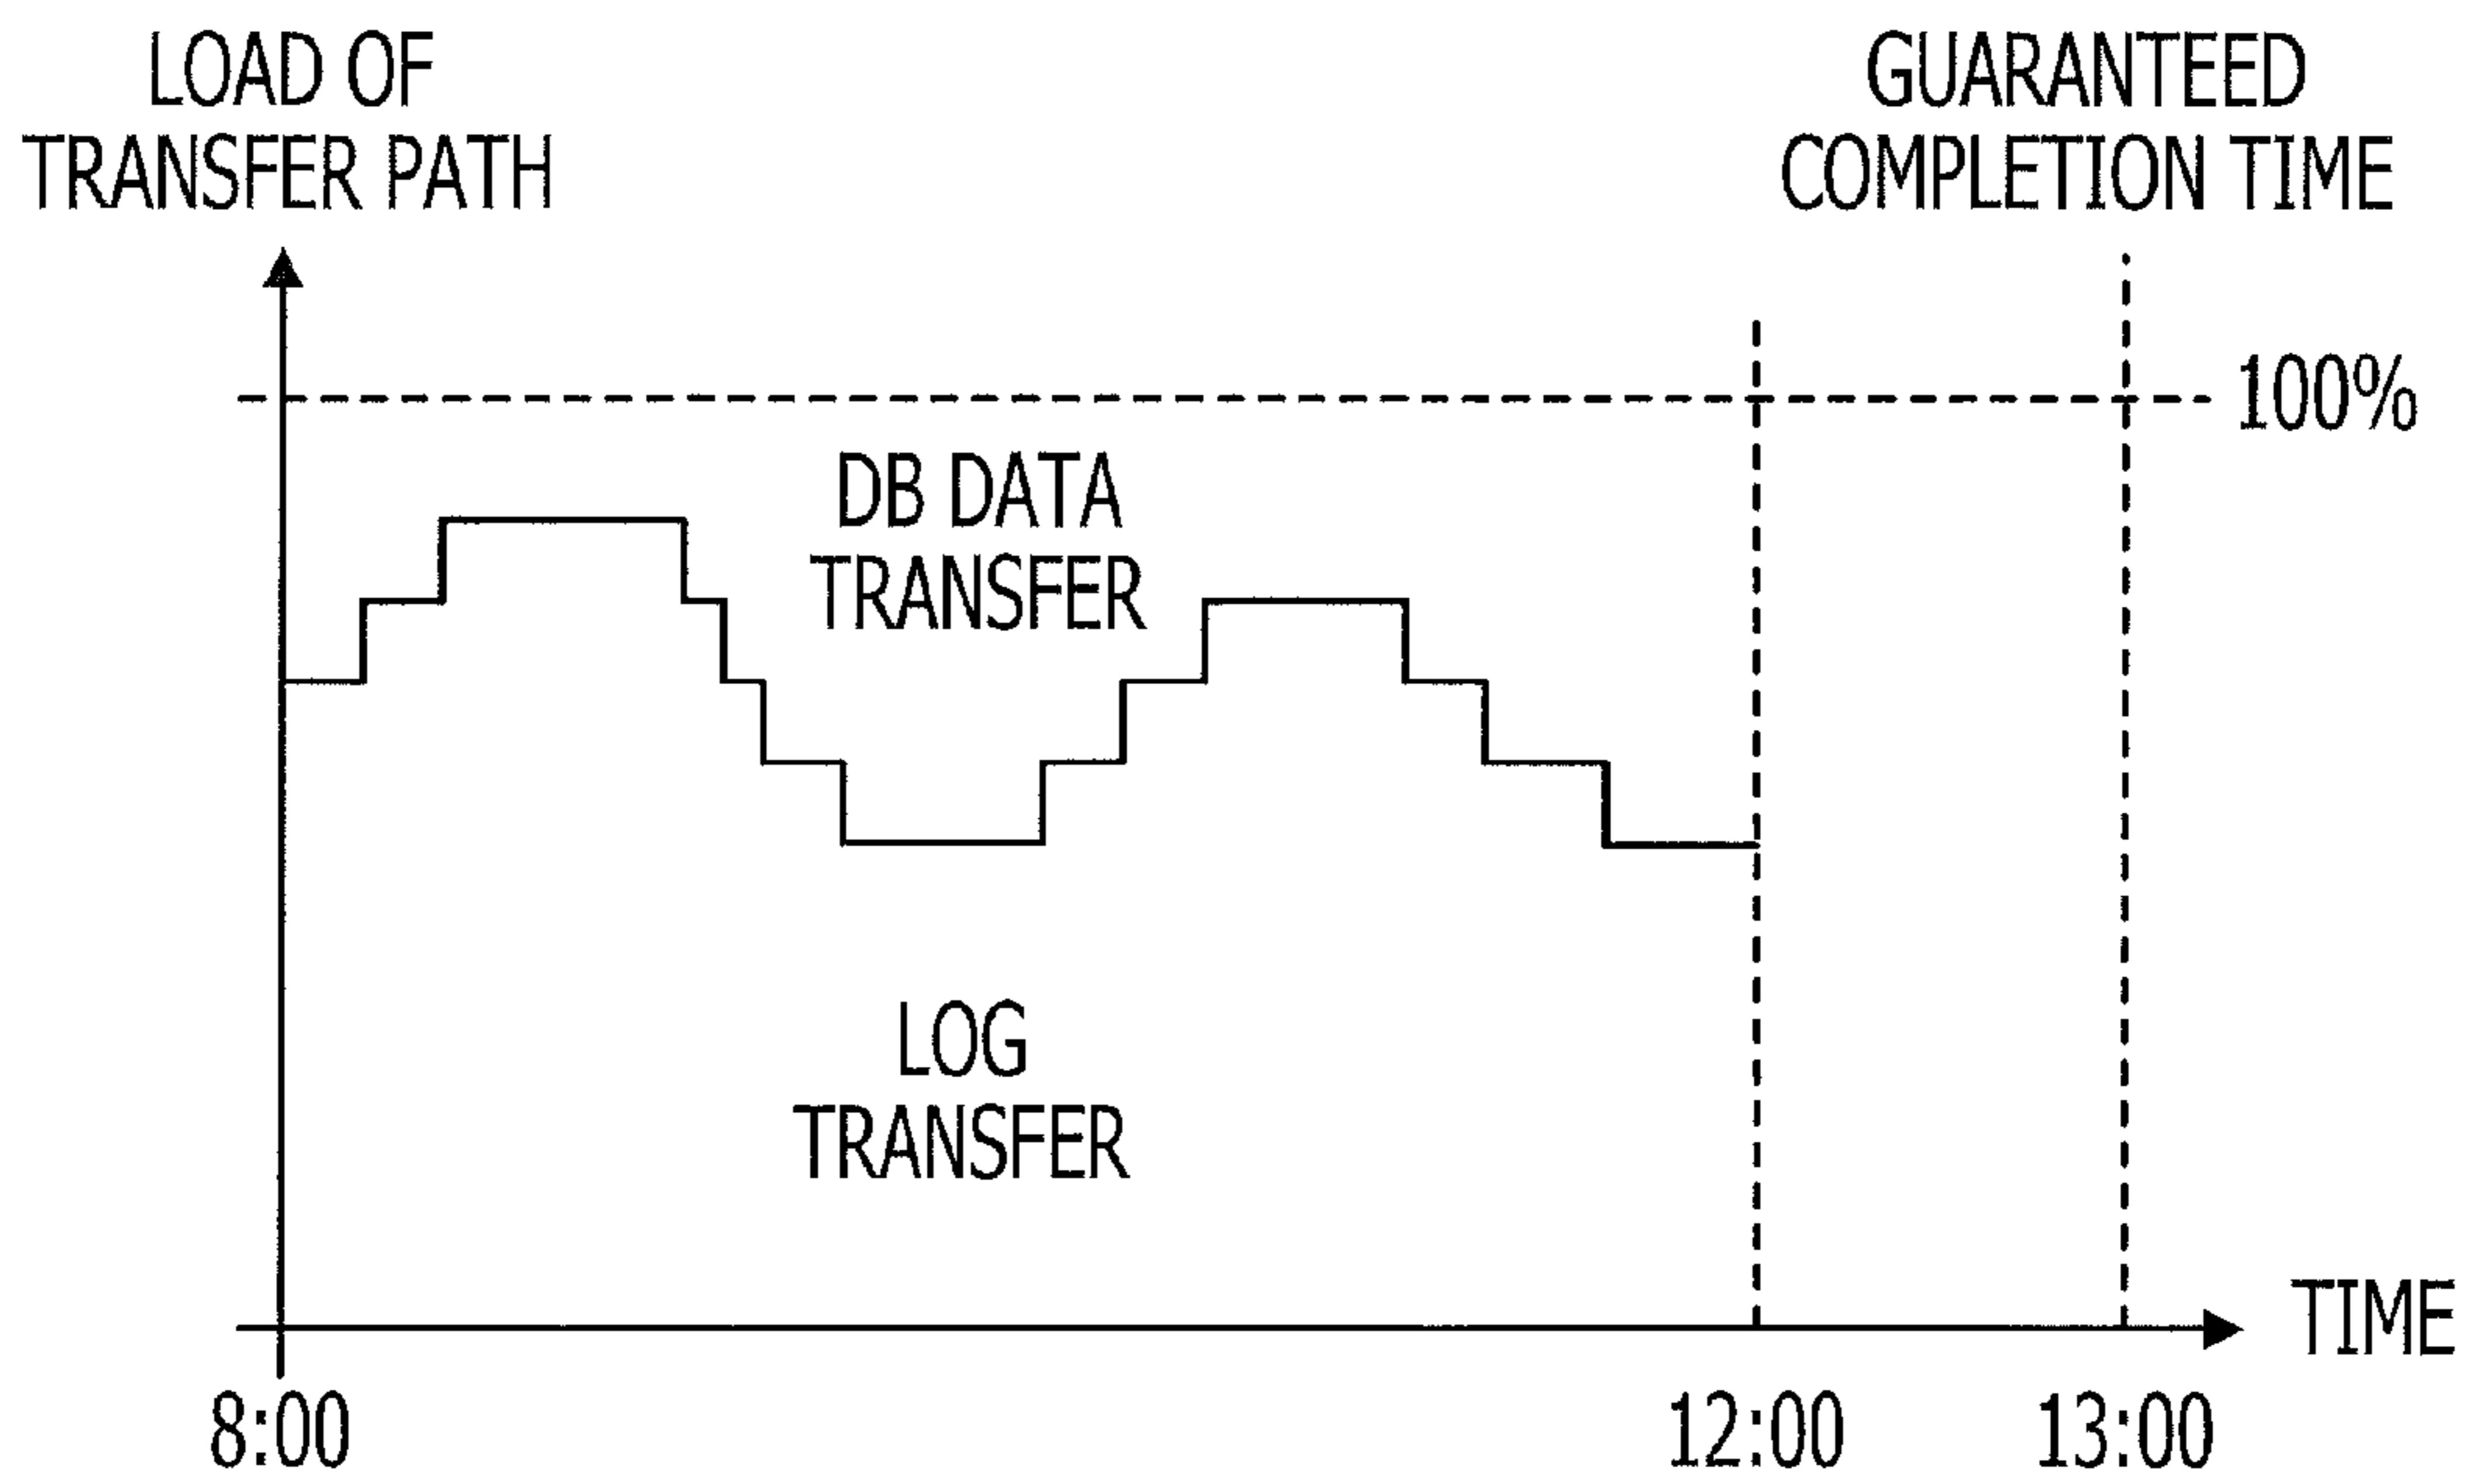 LOAD OF
TRANSFER PATH
GUARANTEED
COMPLETION TIME
100%
DB DATA
TRANSFER
LOG
TRANSFER
TIME
8:00
12:00
13:00